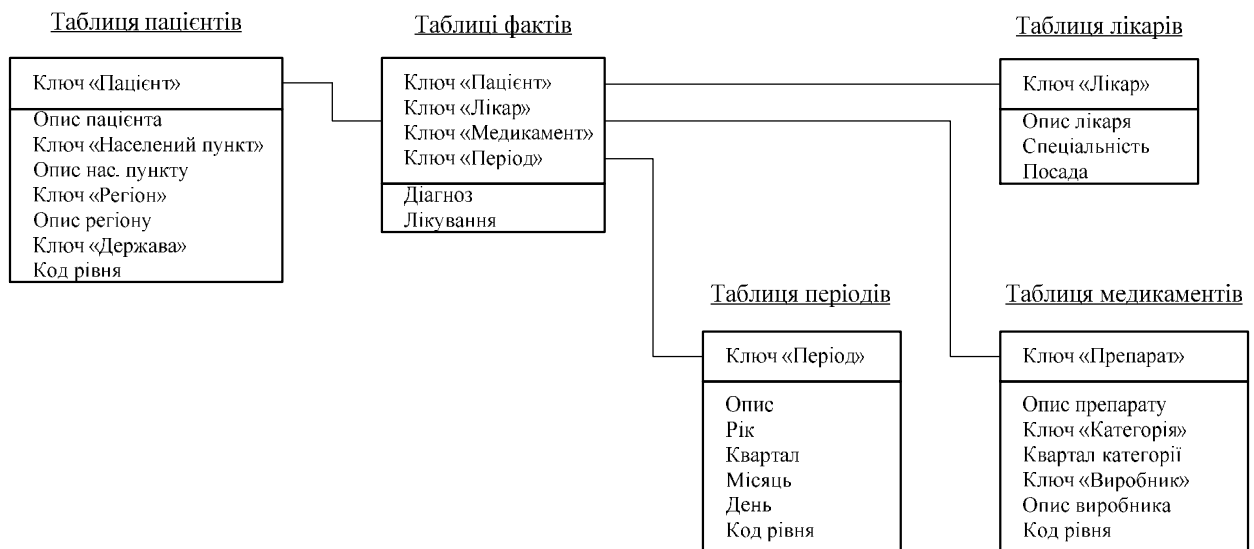 Таблиця пацієнтів
Ключ «Пацієнт»
Опис пацієнта
Ключ «Населений пункт»
Опис нас. пункту
Ключ «Регіон»
Опис регіону
Ключ «Держава»
Код рівня
Таблиці фактів
Ключ «Пацієнт»
Ключ «Лікар»
Ключ «Медикамент»
Ключ «Період»
Діагноз
Лікування
Таблиця лікарів
Ключ «Лікар»
Опис лікаря
Спеціальність
Посада
Таблиця періодів
Ключ «Період»
Опис
Рік
Квартал
Місяць
День
Код рівня
Таблиця медикаментів
Ключ «Препарат»
Опис препарату
Ключ «Категорія»
Квартал категорії
Ключ «Виробник»
Опис виробника
Код рівня